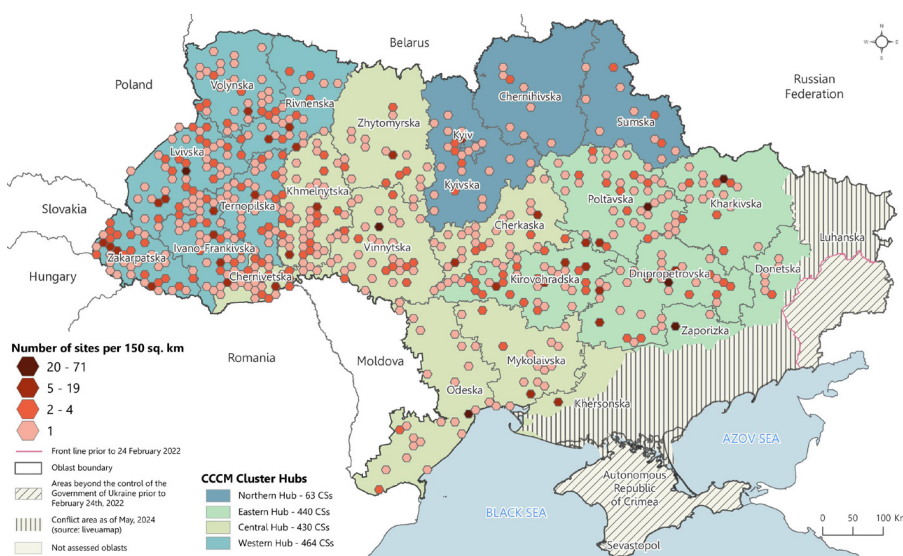 Belarus
Poland
Russian
Federation
Volynska
Rivnenska
Chernihivska
Zhytomyrska
Kyiv
Sumska
Lvivska
Kyivska
Khmelnytska
Ternopilska
Poltavska
Kharkivska
Slovakia
Cherkaska
Luhanska
Zakarpatska
Ivano-Frankivska
Vinnytska
Hungary
Chernivetska
Kirovohradska
Dnipropetrovska
Donetska
Zaporizka
Romania
Moldova
Mykolaivska
Odeska
Khersonska
AZOV SEA
BLACK SEA
Autonomous
Republic
of Crimea
Sevastopol
N
W
E
S
Number of sites per 150 sq. km
20 - 71
5 - 19
2 - 4
1
Front line prior to 24 February 2022
Oblast boundary
Areas beyond the control of the
Government of Ukraine prior to
February 24th, 2022
Conflict area as of May, 2024
(source: liveuamap)
Not assessed oblasts
CCCM Cluster Hubs
Northern Hub - 63 CSs
Eastern Hub - 440 CSs
Central Hub - 430 CSs
Western Hub - 464 CSs
0 50 100 Km